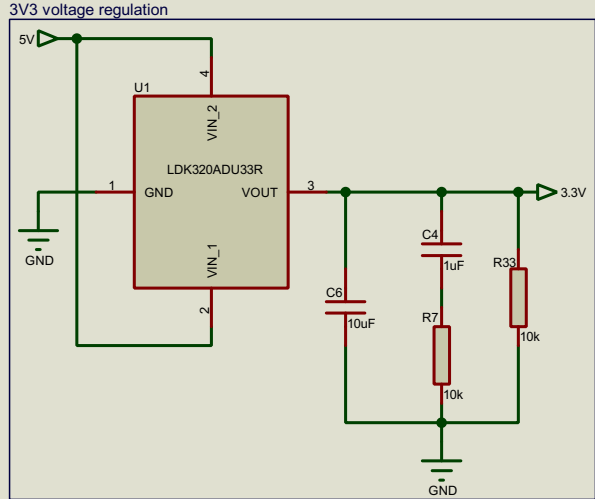 3V3 voltage regulation
5V
4
U1
VIN_2
LDK320ADU33R
1
GND
VOUT
3
3.3V
GND
VIN_1
2
C4
1uF
R33
C6
10uF
R7
10k
10k
GND